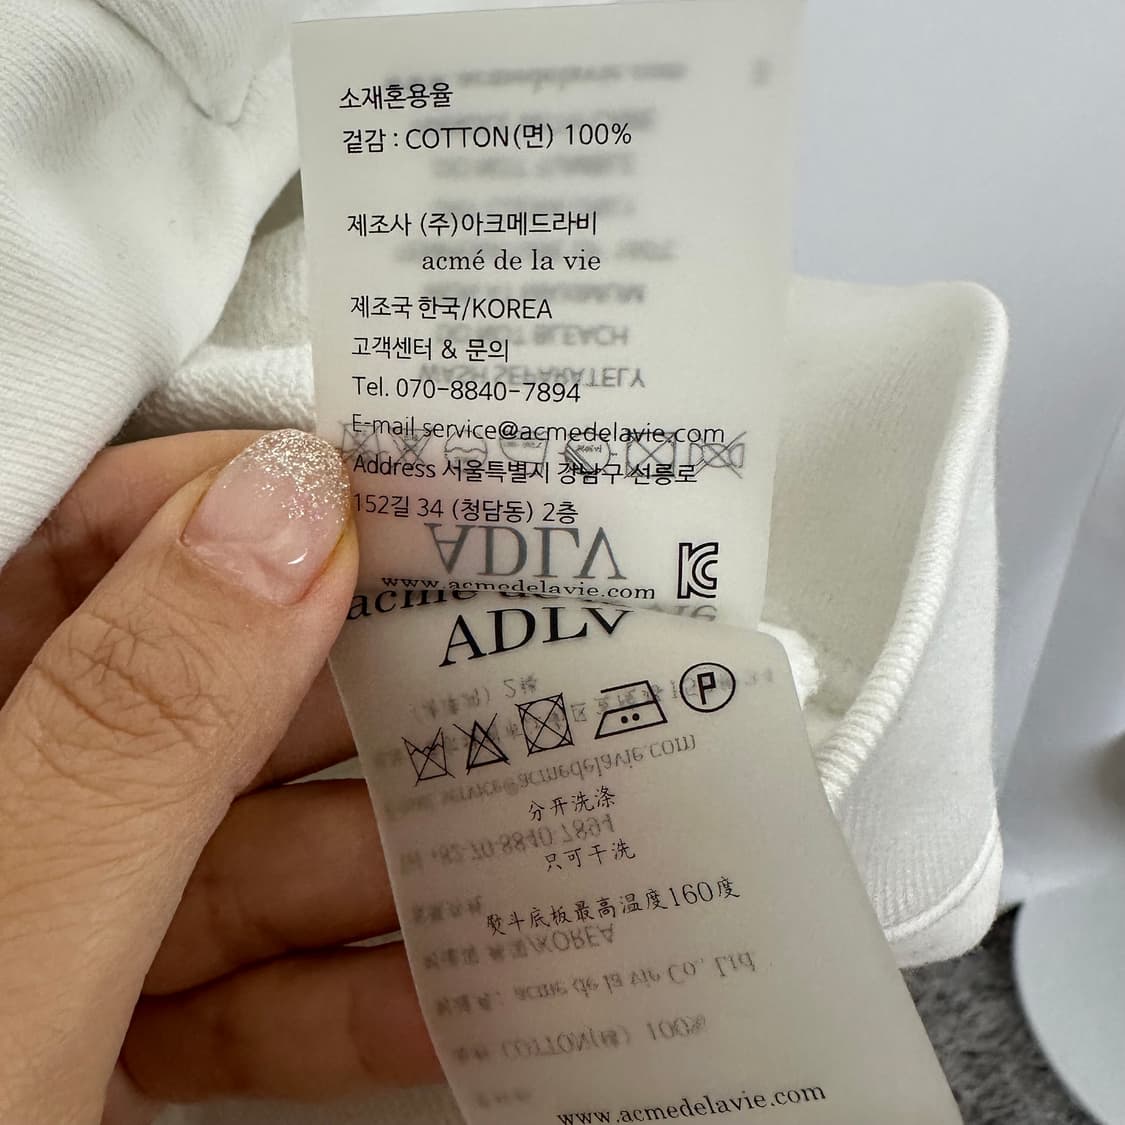 소재혼용율
겉감 : COTTON(면) 100%
제조사 (주)아크메드라비
acmé de la vie
제조국 한국/KOREA
고객센터 & 문의
Tel. 070-8840-7894
E-mail service@acmedelavie.com
Address 서울특별시 강남구 선릉로
152길 34 (청담동) 2층
www.acmedelavie.com
ADLV
P
分开洗涤
只可干洗
熨斗底板最高温度160度
www.acmedelavie.com